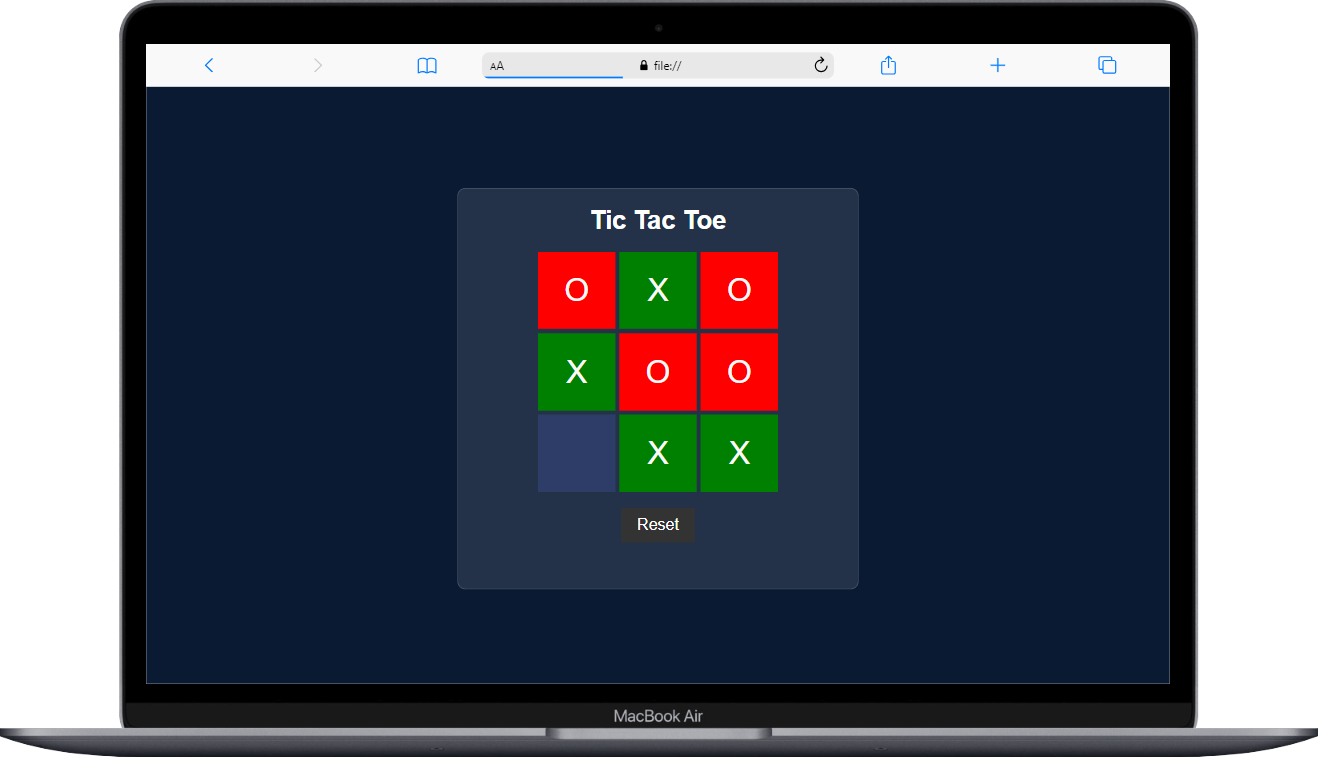 AA file://
Tic Tac Toe
O X O
X O O
X X
Reset
MacBook Air